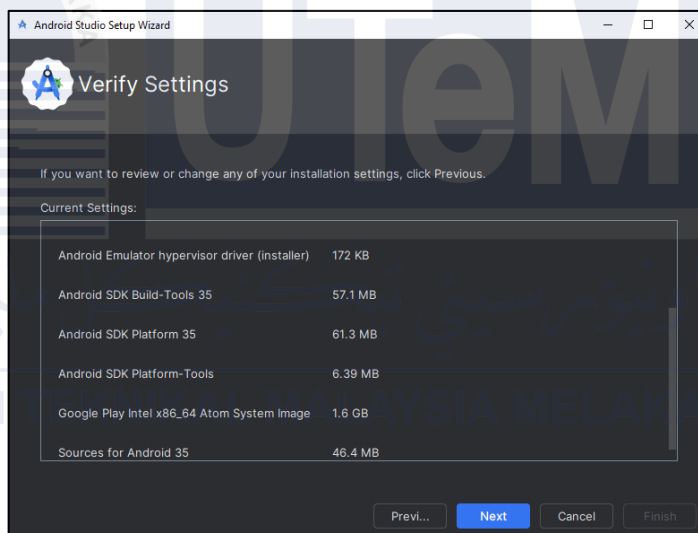 Android Studio Setup Wizard
UTeM
Verify Settings
If you want to review or change any of your installation settings, click Previous.
Current Settings:
Android Emulator hypervisor driver (installer) 172 KB
Android SDK Build-Tools 35 57.1 MB
Android SDK Platform 35 61.3 MB
Android SDK Platform-Tools 6.39 MB
Google Play Intel x86_64 Atom System Image 1.6 GB
MALAYSIA
Sources for Android 35 46.4 MB
Previ... Next Cancel Finish